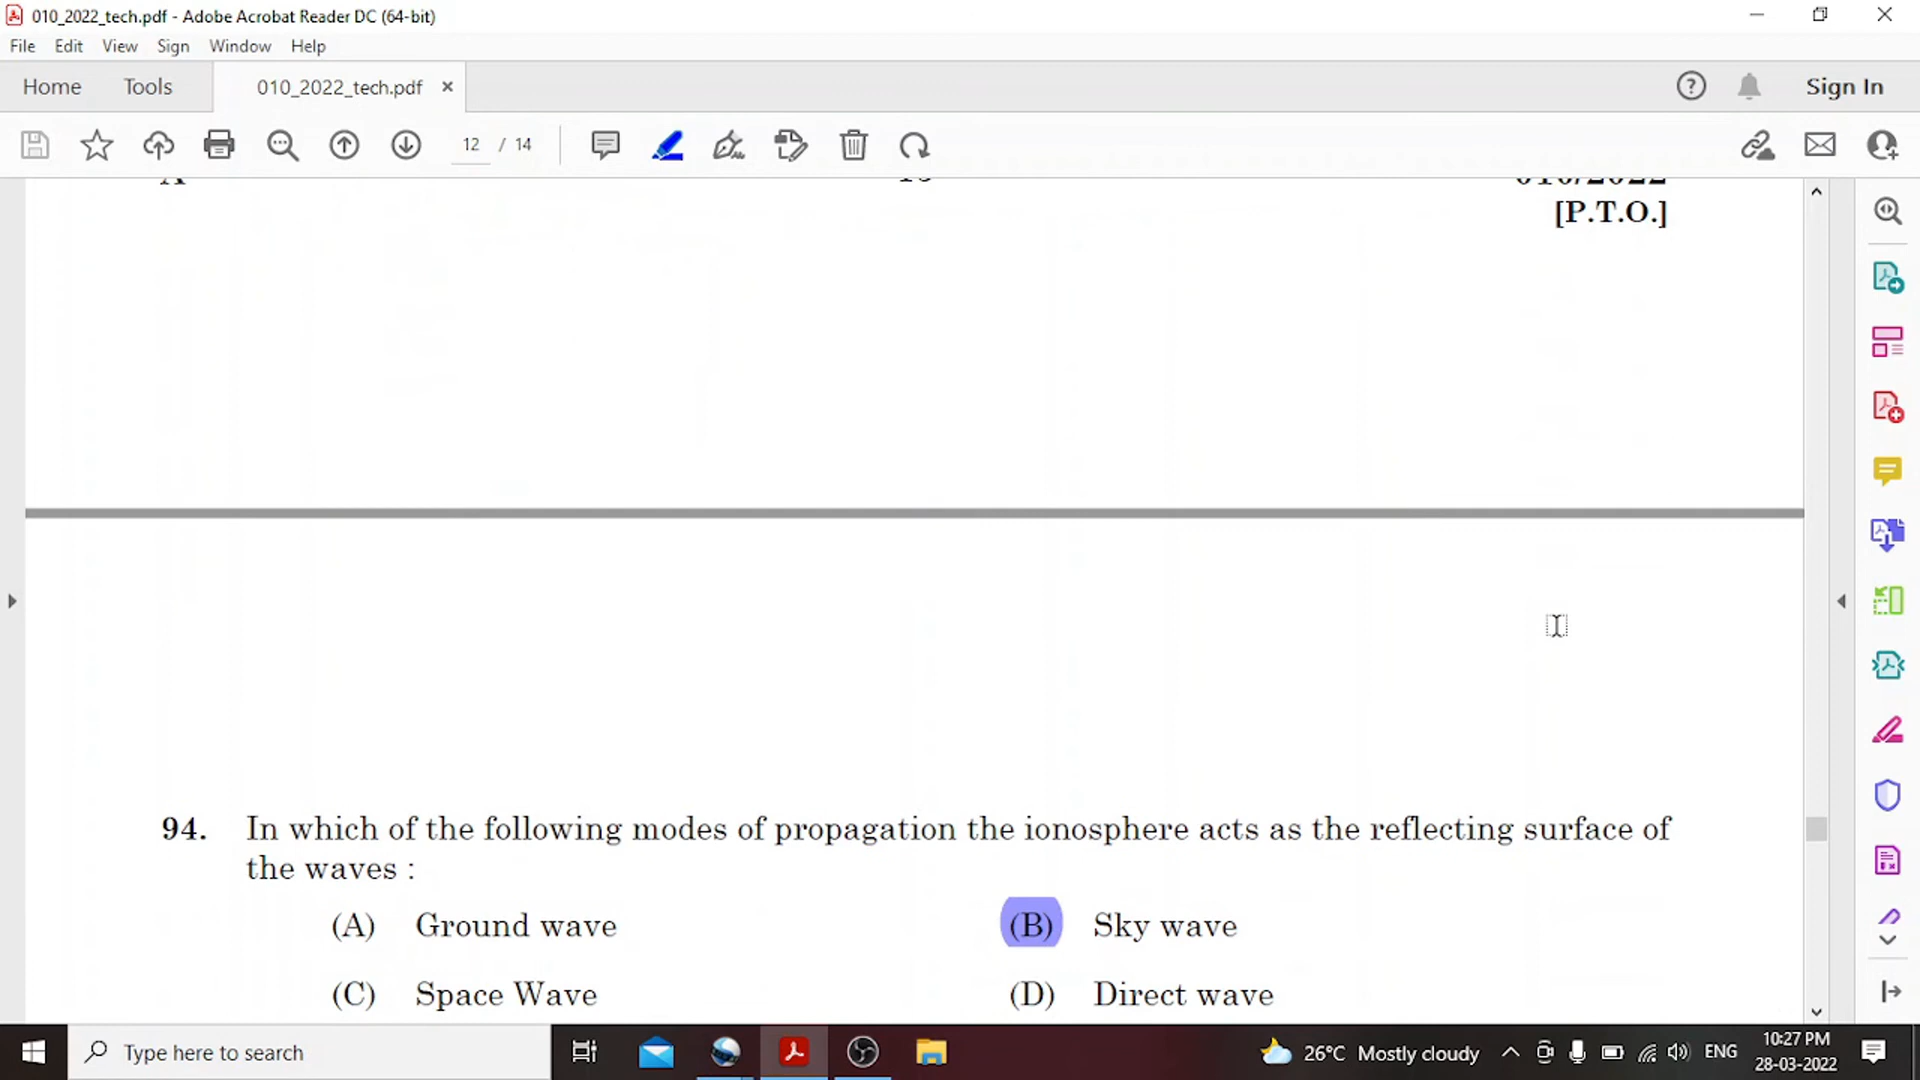 010_2022_tech.pdf - Adobe Acrobat Reader DC (64-bit)
File Edit View Sign Window Help
Home Tools 010_2022_tech.pdf × Sign In
12 / 14
A 010/2022
[P.T.O.]
94. In which of the following modes of propagation the ionosphere acts as the reflecting surface of
the waves :
(A) Ground wave (B) Sky wave
(C) Space Wave (D) Direct wave
Type here to search 26°C Mostly cloudy ENG 10:27 PM
28-03-2022